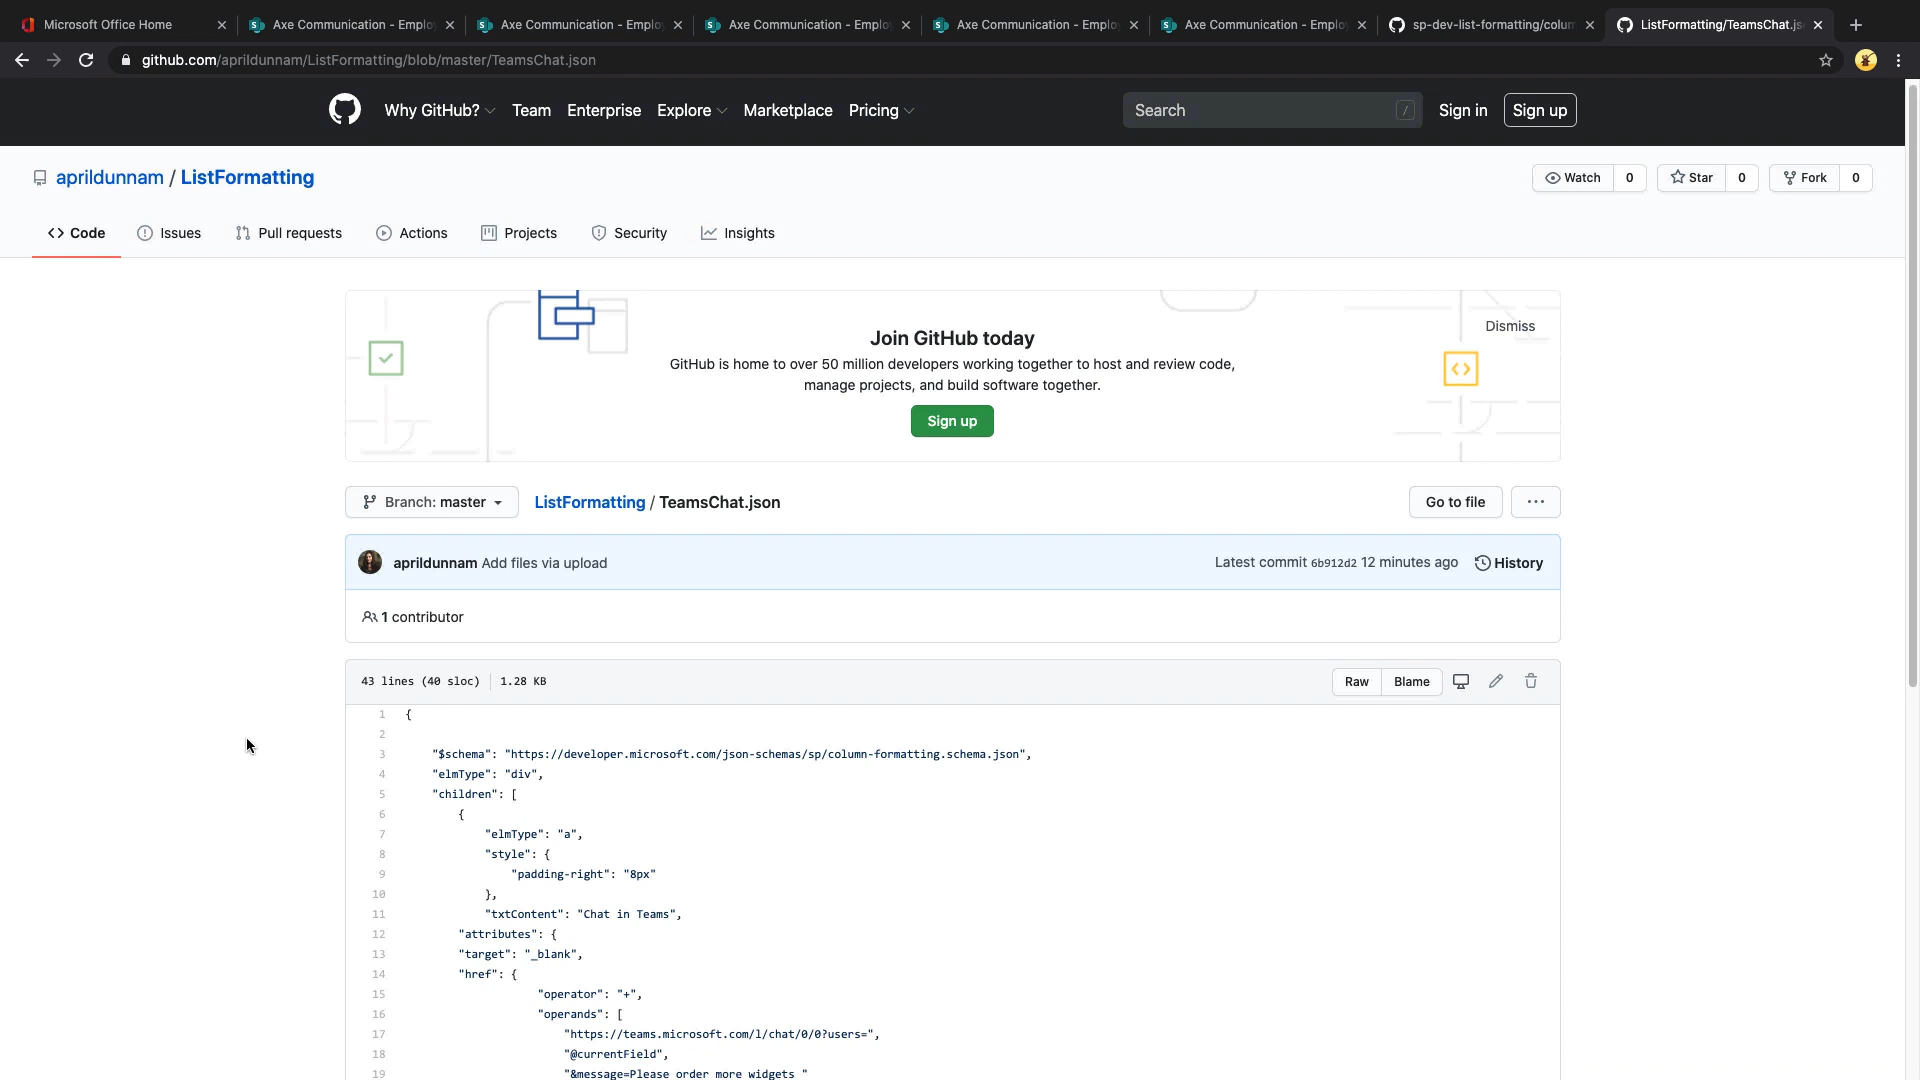 Microsoft Office Home
Axe Communication - Emplo
Axe Communication - Emplo
Axe Communication - Emplo
Axe Communication - Emplo
Axe Communication - Emplo
sp-dev-list-formatting/colum
ListFormatting/TeamsChat.js
github.com/aprildunnam/ListFormatting/blob/master/TeamsChat.json
Why GitHub? Team Enterprise Explore Marketplace Pricing
Search /
Sign in
Sign up
aprildunnam / ListFormatting
Watch 0
Star 0
Fork 0
Code
Issues
Pull requests
Actions
Projects
Security
Insights
Join GitHub today
Dismiss
GitHub is home to over 50 million developers working together to host and review code,
manage projects, and build software together.
Sign up
Branch: master
ListFormatting / TeamsChat.json
Go to file
...
aprildunnam Add files via upload
Latest commit 6b912d2 12 minutes ago
History
1 contributor
43 lines (40 sloc) 1.28 KB
Raw Blame
1 {
2
3 "$schema": "https://developer.microsoft.com/json-schemas/sp/column-formatting.schema.json",
4 "elmType": "div",
5 "children": [
6 {
7 "elmType": "a",
8 "style": {
9 "padding-right": "8px"
10 },
11 "txtContent": "Chat in Teams",
12 "attributes": {
13 "target": "_blank",
14 "href": {
15 "operator": "+",
16 "operands": [
17 "https://teams.microsoft.com/l/chat/0/0?users=",
18 "@currentField",
19 "&message=Please order more widgets "